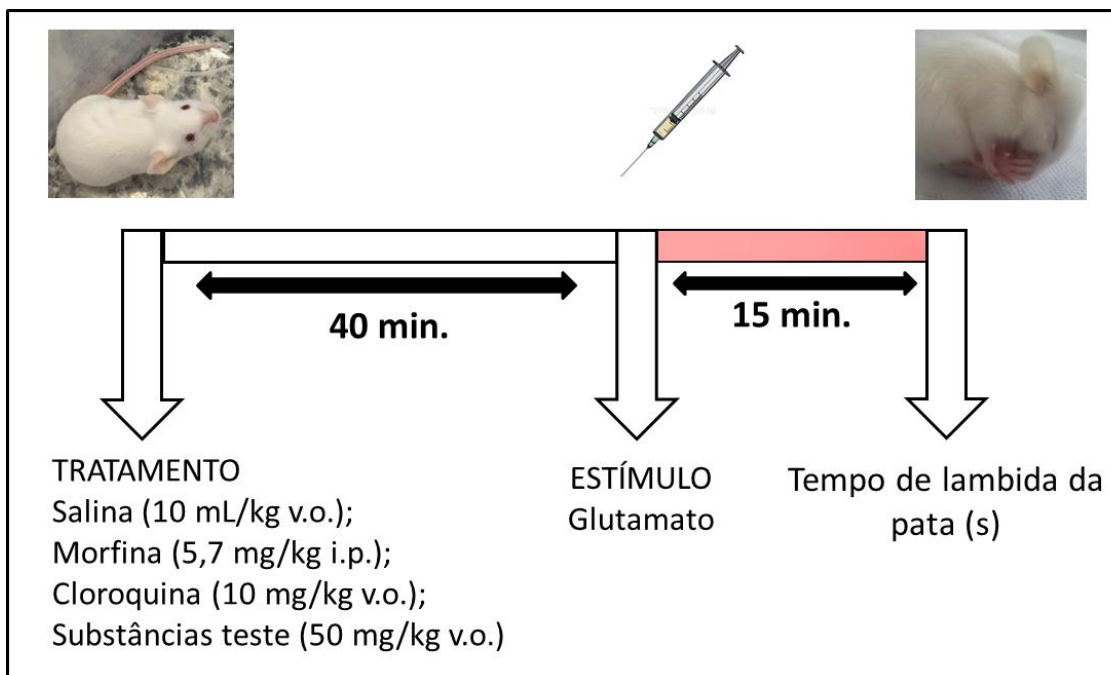 40 min.
15 min.
TRATAMENTO
Salina (10 mL/kg v.o.);
Morfina (5,7 mg/kg i.p.);
Cloroquina (10 mg/kg v.o.);
Substâncias teste (50 mg/kg v.o.)
ESTÍMULO
Glutamato
Tempo de lambida da
pata (s)